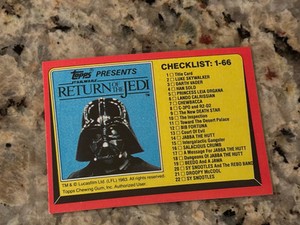 Topps PRESENTS
STAR WARS
RETURN OF THE JEDI
TM & © Lucasfilm Ltd. (LFL) 1983.
Topps Chewing Gum, Inc. Authorized User.
CHECKLIST: 1-66
1 Title Card
2 LUKE SKYWALKER
3 DARTH VADER
4 HAN SOLO
5 PRINCESS LEIA ORGANA
6 LANDO CALRISSIAN
7 CHEWBACCA
8 C-3PO and R2-D2
9 The New DEATH STAR
10 The Inspection
11 Toward the Desert Palace
12 BIB FORTUNA
13 Court Of Evil
14 JABBA THE HUTT
15 Intergalactic Gangster
16 SALACIOUS CRUMB
17 A Message For JABBA THE HUTT
18 Dungeons Of JABBA THE HUTT
19 BEEDO And A JAWA
20 SY SNOOTLES And THE REBO BAND
21 DROOPY McCOOL
22 SY SNOOTLES